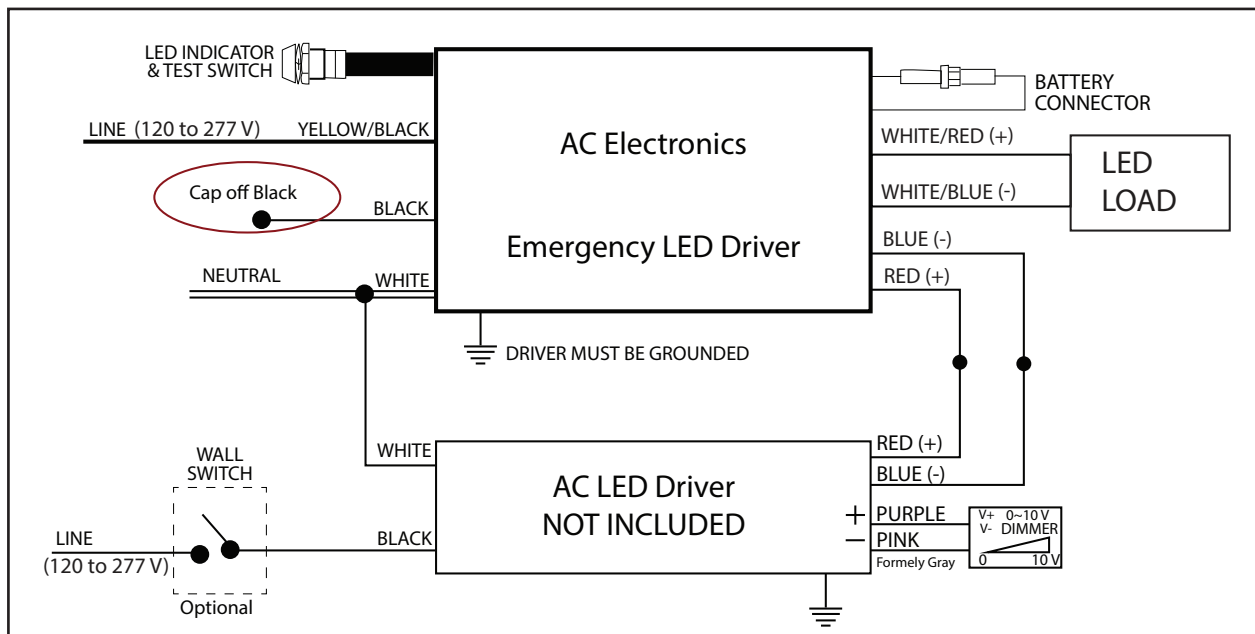 LED INDICATOR
& TEST SWITCH
BATTERY
CONNECTOR
LINE (120 to 277 V)
YELLOW/BLACK
AC Electronics
WHITE/RED (+)
LED
LOAD
Cap off Black
BLACK
WHITE/BLUE (-)
Emergency LED Driver
BLUE (-)
NEUTRAL
WHITE
RED (+)
DRIVER MUST BE GROUNDED
WHITE
RED (+)
WALL
SWITCH
BLUE (-)
AC LED Driver
NOT INCLUDED
+ PURPLE
V+ 0~10 V
V- DIMMER
LINE
BLACK
− PINK
(120 to 277 V)
Formely Gray
0 10 V
Optional